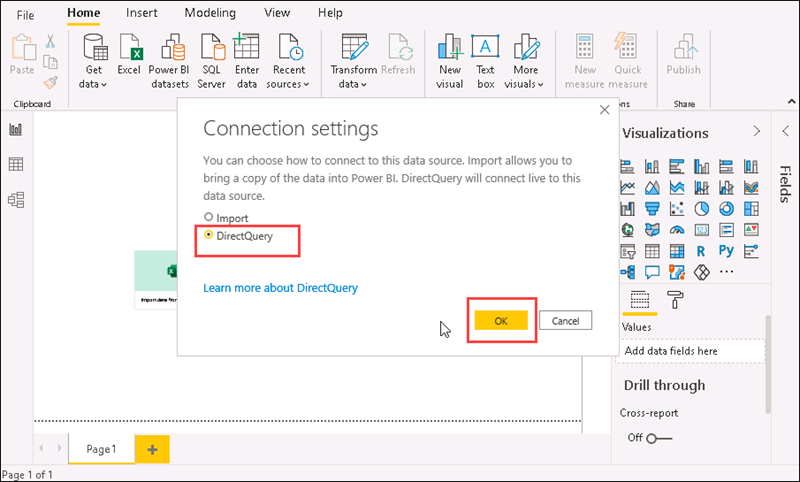 File Home Insert Modeling View Help
Paste
Get data
Excel
Power BI datasets
SQL Server
Enter data
Recent sources
Transform data
Refresh
New visual
Text box
More visuals
New measure
Quick measure
Publish
Clipboard
ons
Share
Connection settings
You can choose how to connect to this data source. Import allows you to
bring a copy of the data into Power BI. DirectQuery will connect live to this
data source.
Import
DirectQuery
Learn more about DirectQuery
OK
Cancel
Import data from
Visualizations
Fields
R
Py
123
Values
Add data fields here
Drill through
Cross-report
Off
Page1
Page 1 of 1